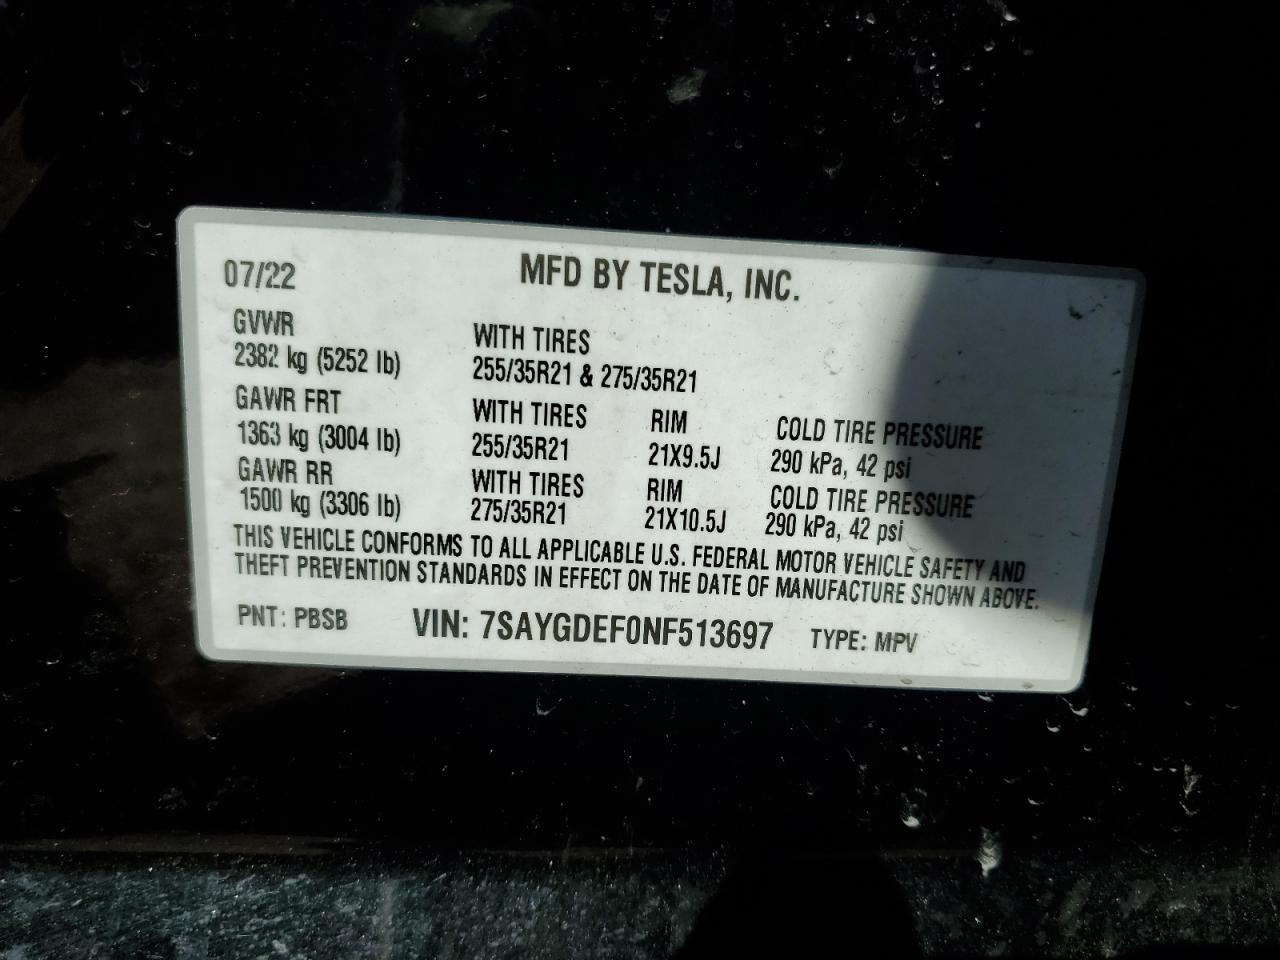 07/22 MFD BY TESLA, INC.
GVWR WITH TIRES
2382 kg (5252 lb) 255/35R21 & 275/35R21
GAWR FRT WITH TIRES RIM COLD TIRE PRESSURE
1363 kg (3004 lb) 255/35R21 21X9.5J 290 kPa, 42 psi
GAWR RR WITH TIRES RIM COLD TIRE PRESSURE
1500 kg (3306 lb) 275/35R21 21X10.5J 290 kPa, 42 psi
THIS VEHICLE CONFORMS TO ALL APPLICABLE U.S. FEDERAL MOTOR VEHICLE SAFETY AND
THEFT PREVENTION STANDARDS IN EFFECT ON THE DATE OF MANUFACTURE SHOWN ABOVE.
PNT: PBSB VIN: 7SAYGDEF0NF513697 TYPE: MPV